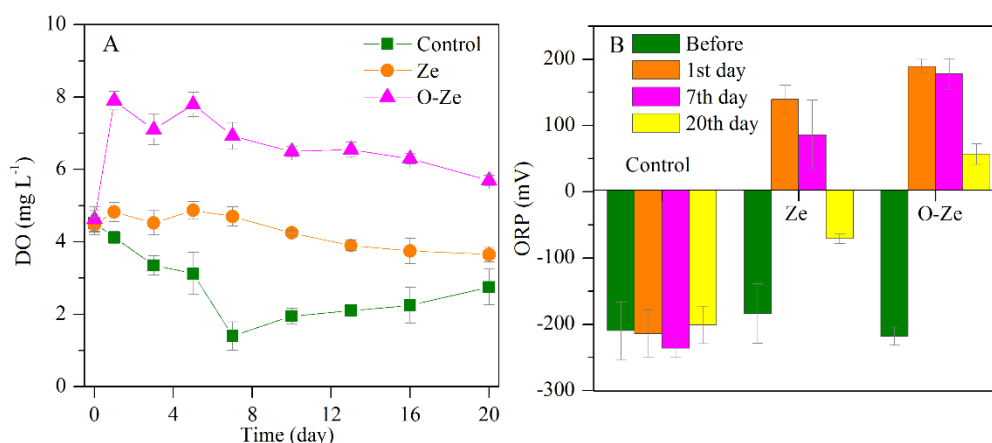 A
Control
Ze
O-Ze
10
8
6
4
2
0
DO (mg L⁻¹)
0 4 8 12 16 20
Time (day)
B
Before
1st day
7th day
20th day
Control
Ze
O-Ze
200
100
0
-100
-200
-300
ORP (mv)